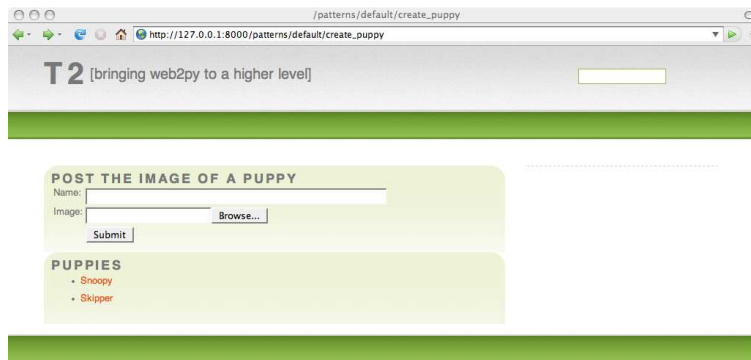 /patterns/default/create_puppy
http://127.0.0.1:8000/patterns/default/create_puppy
T2 [bringing web2py to a higher level]
POST THE IMAGE OF A PUPPY
Name:
Image: Browse...
Submit
PUPPIES
• Snoopy
• Skipper